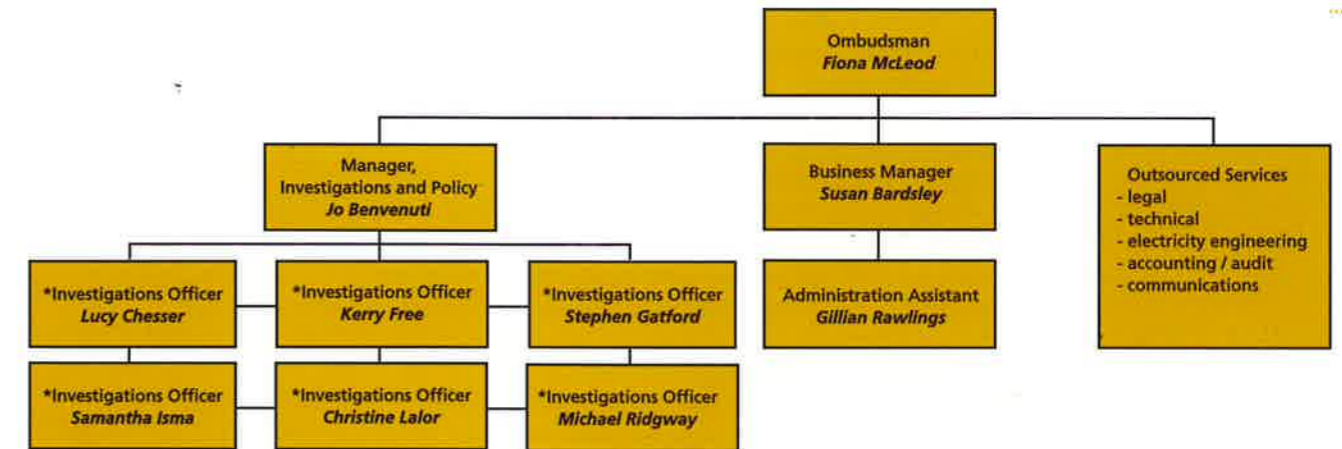 Ombudsman
Fiona McLeod
Manager,
Investigations and Policy
Jo Benvenuti
Business Manager
Susan Bardsley
Outsourced Services
- legal
- technical
- electricity engineering
- accounting / audit
- communications
*Investigations Officer
Lucy Chesser
*Investigations Officer
Kerry Free
*Investigations Officer
Stephen Gatford
Administration Assistant
Gillian Rawlings
*Investigations Officer
Samantha Isma
*Investigations Officer
Christine Lalor
*Investigations Officer
Michael Ridgway